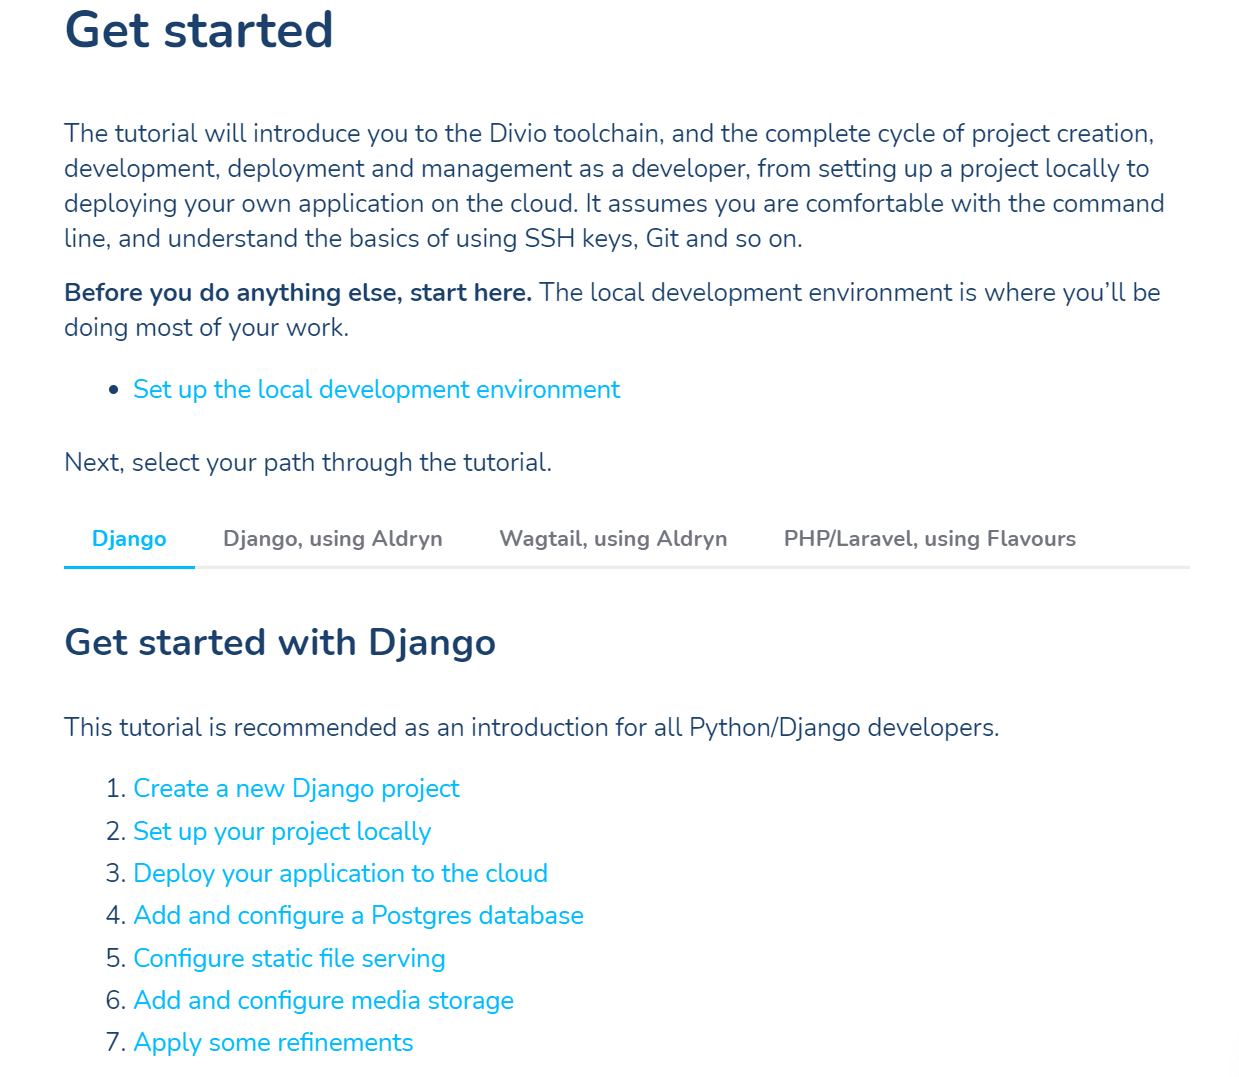 Get started
The tutorial will introduce you to the Divio toolchain, and the complete cycle of project creation,
development, deployment and management as a developer, from setting up a project locally to
deploying your own application on the cloud. It assumes you are comfortable with the command
line, and understand the basics of using SSH keys, Git and so on.
Before you do anything else, start here. The local development environment is where you’ll be
doing most of your work.
• Set up the local development environment
Next, select your path through the tutorial.
Django Django, using Aldryn Wagtail, using Aldryn PHP/Laravel, using Flavours
Get started with Django
This tutorial is recommended as an introduction for all Python/Django developers.
1. Create a new Django project
2. Set up your project locally
3. Deploy your application to the cloud
4. Add and configure a Postgres database
5. Configure static file serving
6. Add and configure media storage
7. Apply some refinements